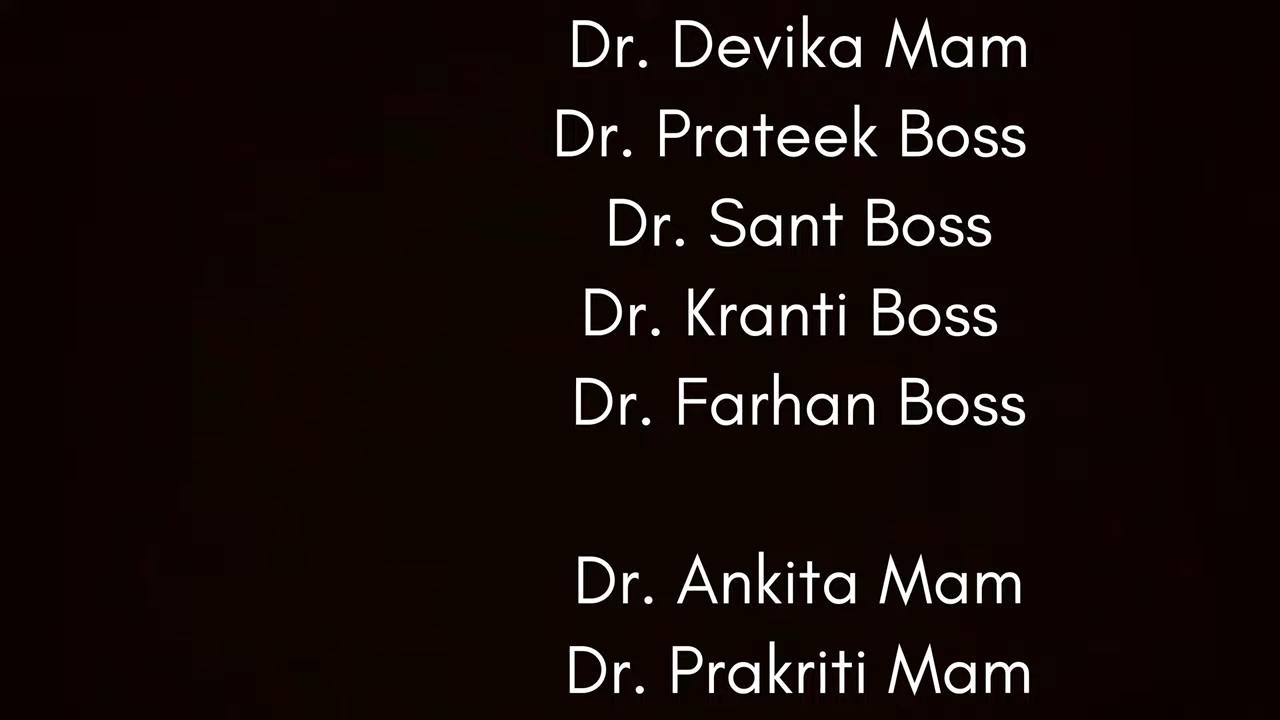 Dr. Devika Mam
Dr. Prateek Boss
Dr. Sant Boss
Dr. Kranti Boss
Dr. Farhan Boss
Dr. Ankita Mam
Dr. Prakriti Mam